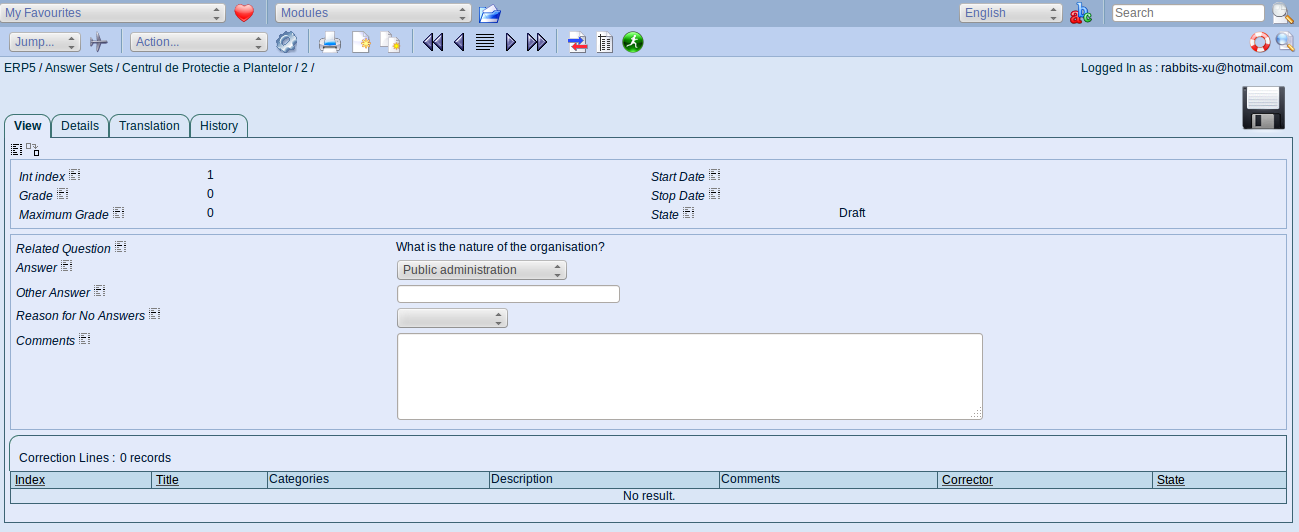 My Favourites Modules English Search
Jump... Action...
ERP5 / Answer Sets / Centrul de Protectie a Plantelor / 2 / Logged In as : rabbits-xu@hotmail.com
View Details Translation History
Int index 1 Start Date
Grade 0 Stop Date
Maximum Grade 0 State Draft
Related Question What is the nature of the organisation?
Answer Public administration
Other Answer
Reason for No Answers
Comments
Correction Lines : 0 records
Index Title Categories Description Comments Corrector State
No result.